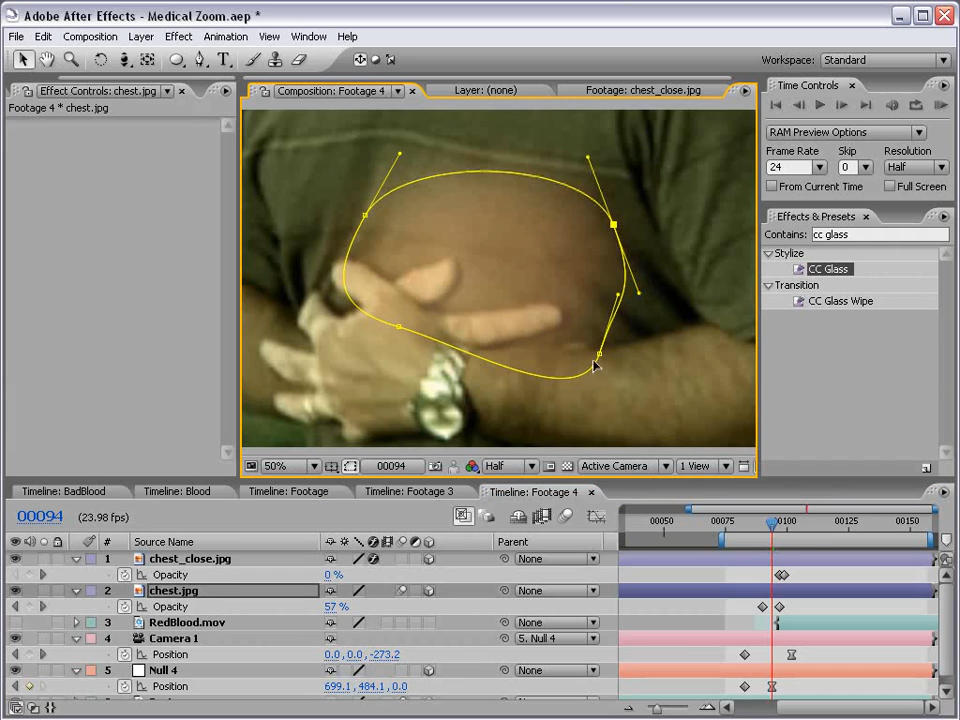 Adobe After Effects - Medical Zoom.aep *
File Edit Composition Layer Effect Animation View Window Help
Workspace: Standard
Effect Controls: chest.jpg
Footage 4 * chest.jpg
Composition: Footage 4
Layer: (none)
Footage: chest_close.jpg
Time Controls
RAM Preview Options
Frame Rate Skip Resolution
24 0 Half
From Current Time Full Screen
Effects & Presets
Contains: cc glass
Stylize
CC Glass
Transition
CC Glass Wipe
50% 00094 Half Active Camera 1 View
Timeline: BadBlood Timeline: Blood Timeline: Footage Timeline: Footage 3 Timeline: Footage 4
00094 (23.98 fps)
00050 00075 00100 00125 00150
# Source Name Parent
1 chest_close.jpg None
Opacity 0 %
2 chest.jpg None
Opacity 57 %
3 RedBlood.mov None
4 Camera 1 5. Null 4
Position 0.0, 0.0, -273.2
5 Null 4 None
Position 699.1, 484.1, 0.0